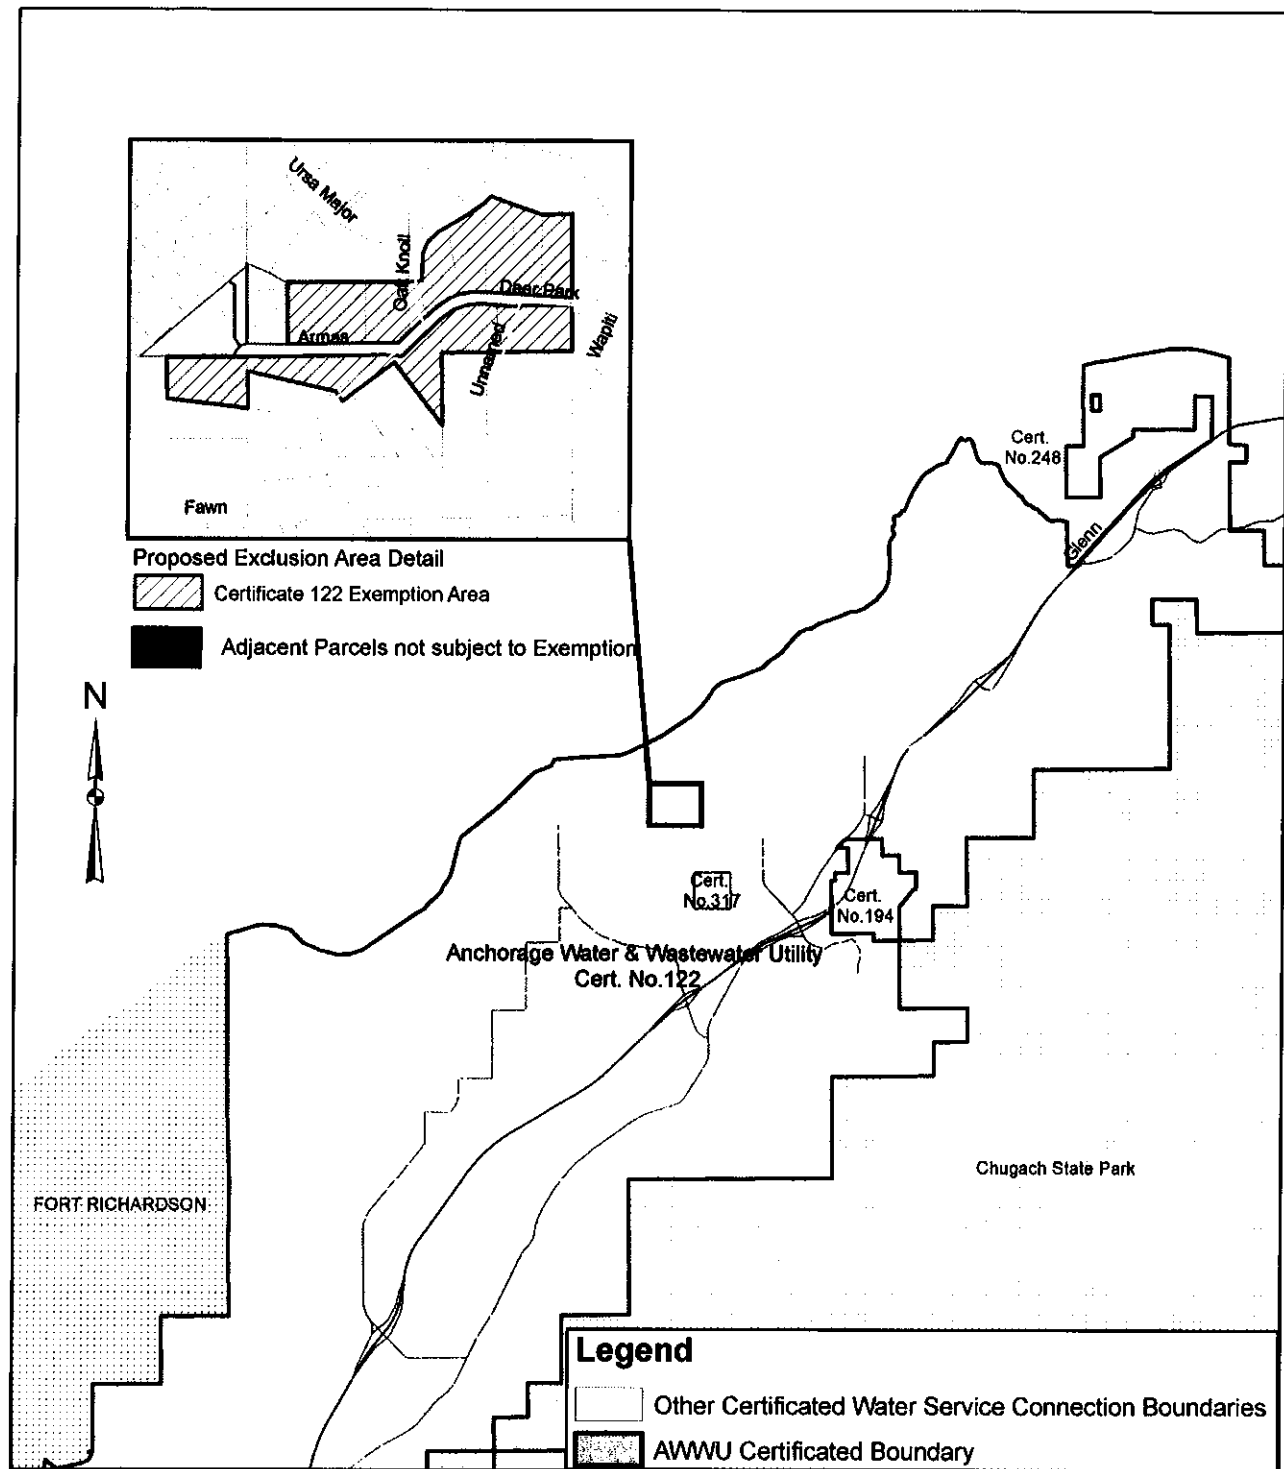 Ursa Major
Oak Knoll
Deer Park
Armas
Unnamed
Wapiti
Fawn
Proposed Exclusion Area Detail
Certificate 122 Exemption Area
Adjacent Parcels not subject to Exemption
N
Cert.
No.248
Glenn
Cert.
No.317
Cert.
No.194
Anchorage Water & Wastewater Utility
Cert. No.122
FORT RICHARDSON
Chugach State Park
Legend
Other Certificated Water Service Connection Boundaries
AWWU Certificated Boundary